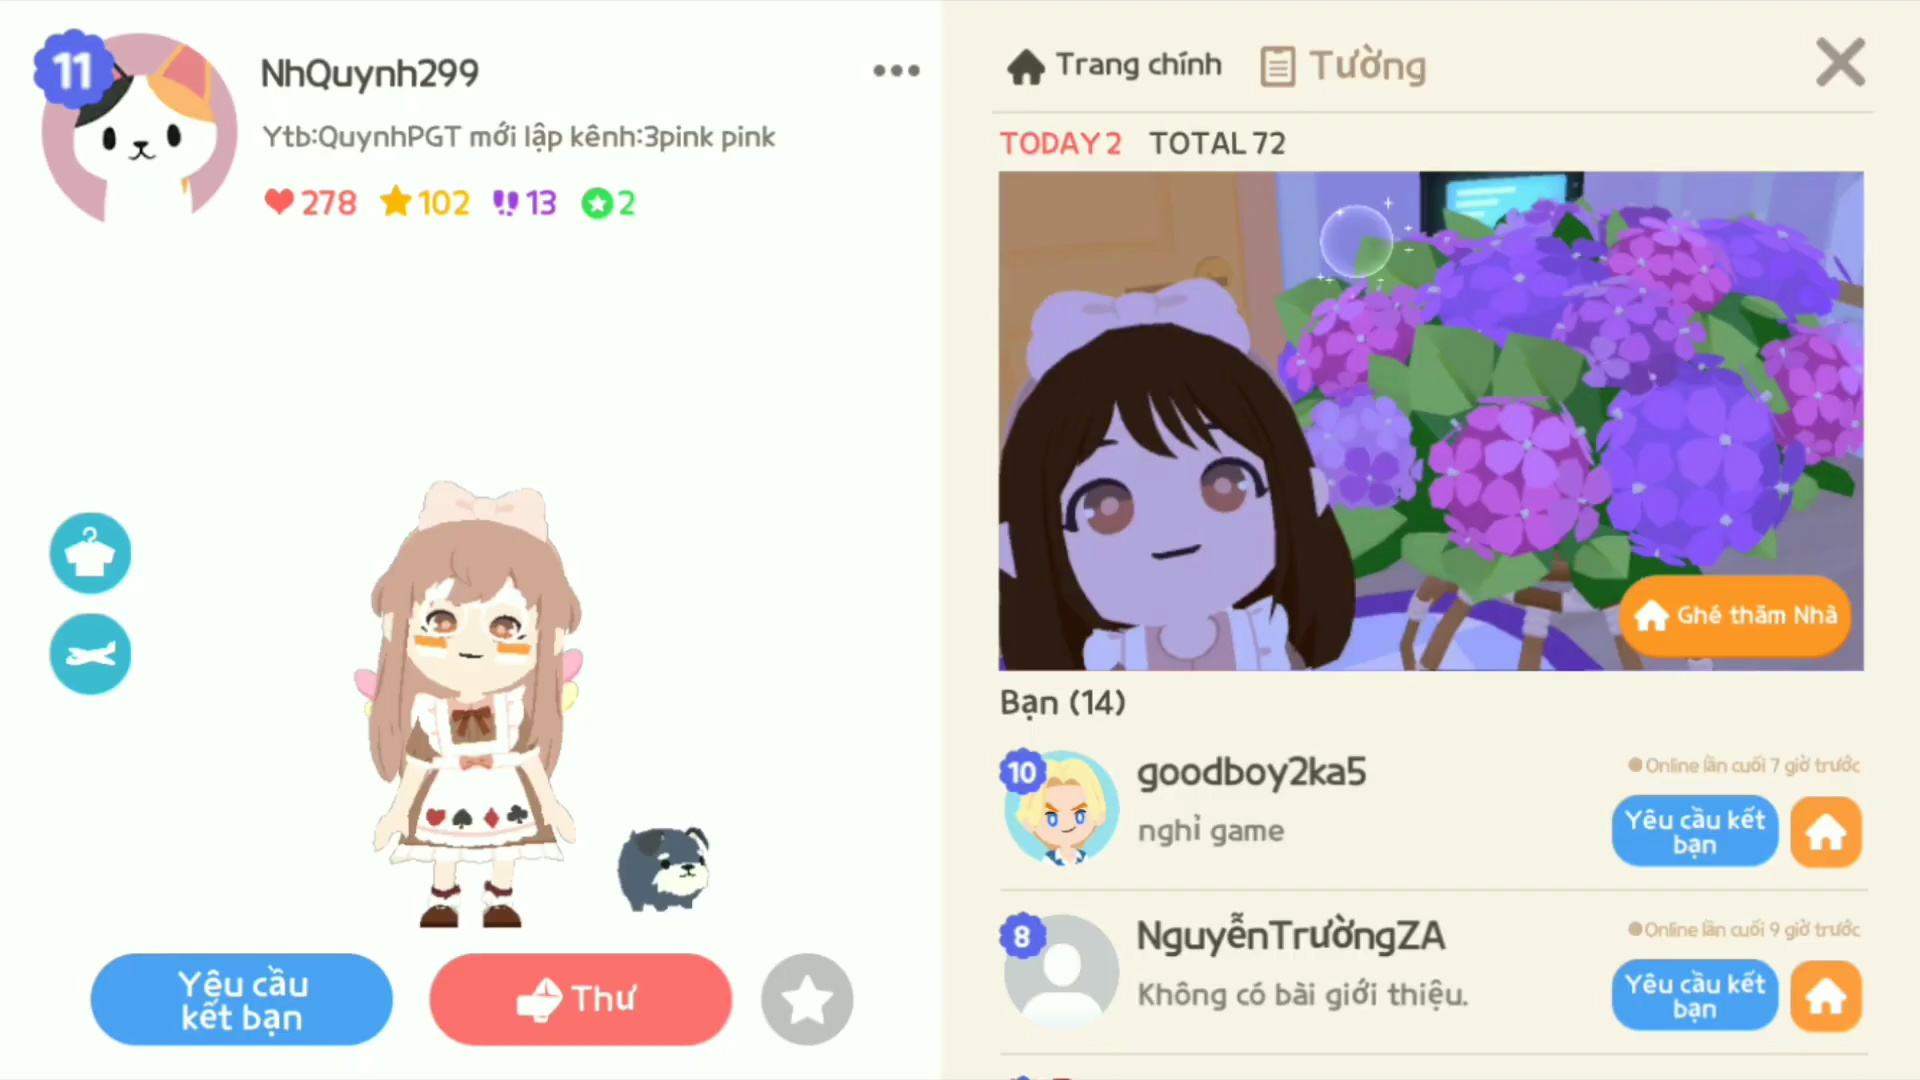 11
NhQuynh299
Ytb:QuynhPGT mới lập kênh:3pink pink
278 102 13 2
Yêu cầu
kết bạn
Thư
Trang chính Tường
TODAY 2 TOTAL 72
Ghé thăm Nhà
Bạn (14)
10
goodboy2ka5
nghỉ game
Online lần cuối 7 giờ trước
Yêu cầu kết
bạn
8
NguyễnTrườngZA
Không có bài giới thiệu.
Online lần cuối 9 giờ trước
Yêu cầu kết
bạn